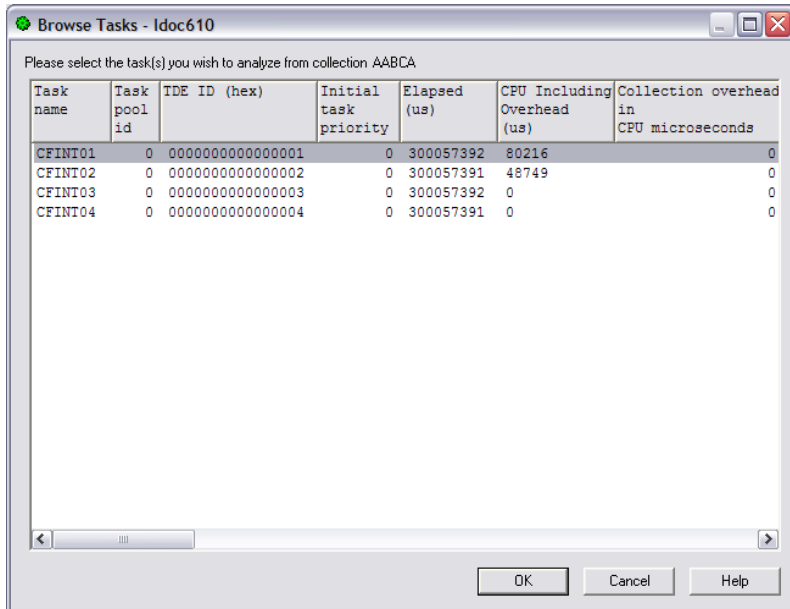 Browse Tasks - Idoc610
Please select the task(s) you wish to analyze from collection AABCA
Task Task TDE ID (hex) Initial Elapsed CPU Including Collection overhead
name pool task (us) Overhead in
id priority (us) CPU microseconds
CFINT01 0 0000000000000001 0 300057392 80216 0
CFINT02 0 0000000000000002 0 300057391 48749 0
CFINT03 0 0000000000000003 0 300057392 0 0
CFINT04 0 0000000000000004 0 300057391 0 0
OK Cancel Help